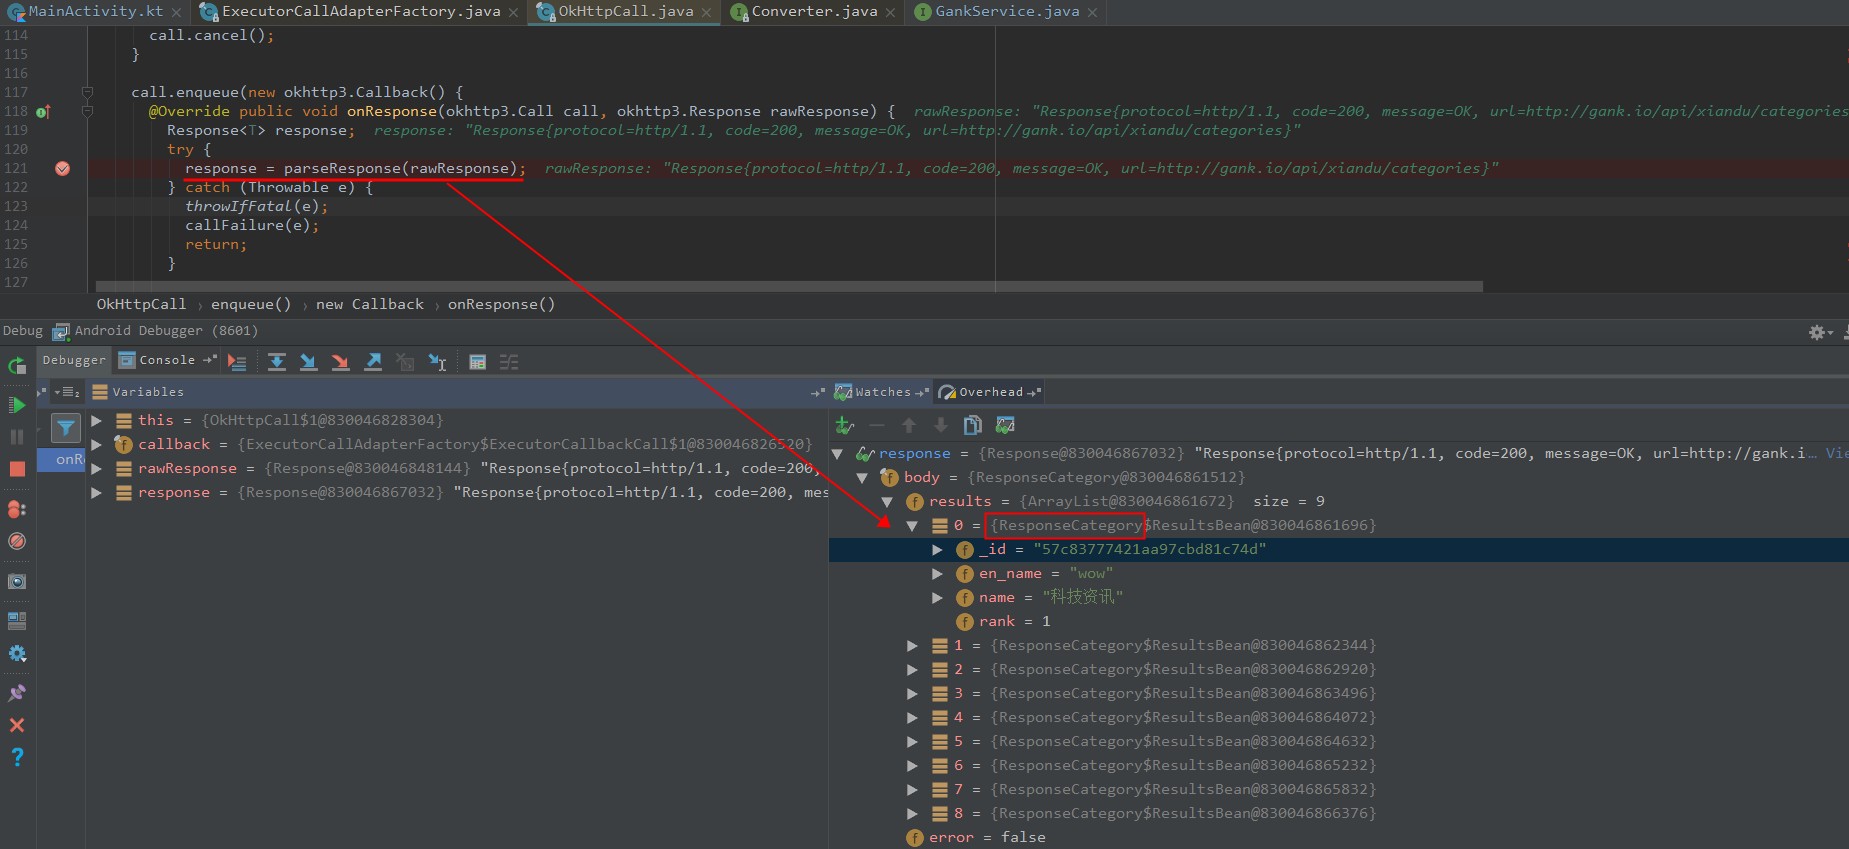 MainActivity.kt ExecutorCallAdapterFactory.java OkHttpCall.java Converter.java GankService.java
114 call.cancel();
115 }
116
117 call.enqueue(new okhttp3.Callback() {
118 @Override public void onResponse(okhttp3.Call call, okhttp3.Response rawResponse) { rawResponse: "Response{protocol=http/1.1, code=200, message=OK, url=http://gank.io/api/xiandu/categories
119 Response<T> response; response: "Response{protocol=http/1.1, code=200, message=OK, url=http://gank.io/api/xiandu/categories}"
120 try {
121 response = parseResponse(rawResponse); rawResponse: "Response{protocol=http/1.1, code=200, message=OK, url=http://gank.io/api/xiandu/categories}"
122 } catch (Throwable e) {
123 throwIfFatal(e);
124 callFailure(e);
125 return;
126 }
127
OkHttpCall › enqueue() › new Callback › onResponse()
Debug Android Debugger (8601)
Debugger Console
Variables
onR
this = {OkHttpCall$1@830046828304}
callback = {ExecutorCallAdapterFactory$ExecutorCallbackCall$1@830046826520}
rawResponse = {Response@830046848144} "Response{protocol=http/1.1, code=200,
response = {Response@830046867032} "Response{protocol=http/1.1, code=200, mes
Watches Overhead
response = {Response@830046867032} "Response{protocol=http/1.1, code=200, message=OK, url=http://gank.i… Vie
body = {ResponseCategory@830046861512}
results = {ArrayList@830046861672} size = 9
0 = {ResponseCategory$ResultsBean@830046861696}
_id = "57c83777421aa97cbd81c74d"
en_name = "wow"
name = "科技资讯"
rank = 1
1 = {ResponseCategory$ResultsBean@830046862344}
2 = {ResponseCategory$ResultsBean@830046862920}
3 = {ResponseCategory$ResultsBean@830046863496}
4 = {ResponseCategory$ResultsBean@830046864072}
5 = {ResponseCategory$ResultsBean@830046864632}
6 = {ResponseCategory$ResultsBean@830046865232}
7 = {ResponseCategory$ResultsBean@830046865832}
8 = {ResponseCategory$ResultsBean@830046866376}
error = false